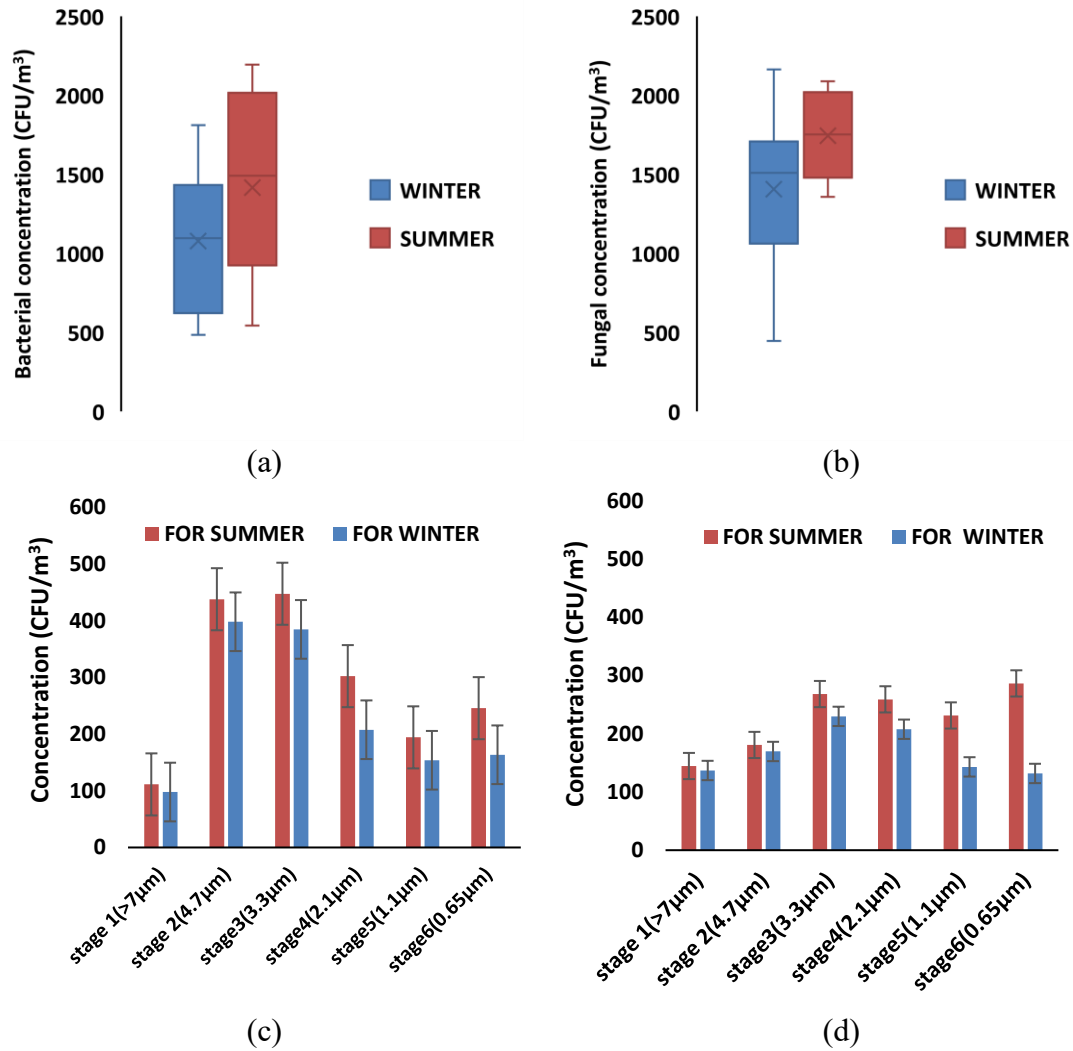 Bacterial concentration (CFU/m³)
2500
2000
1500
1000
500
0
WINTER
SUMMER
(a)
Fungal concentration (CFU/m³)
2500
2000
1500
1000
500
0
WINTER
SUMMER
(b)
Concentration (CFU/m³)
600
500
400
300
200
100
0
FOR SUMMER
FOR WINTER
stage 1(>7µm)
stage 2(4.7µm)
stage3(3.3µm)
stage4(2.1µm)
stage5(1.1µm)
stage6(0.65µm)
(c)
Concentration (CFU/m³)
600
500
400
300
200
100
0
FOR SUMMER
FOR WINTER
stage 1(>7µm)
stage 2(4.7µm)
stage3(3.3µm)
stage4(2.1µm)
stage5(1.1µm)
stage6(0.65µm)
(d)